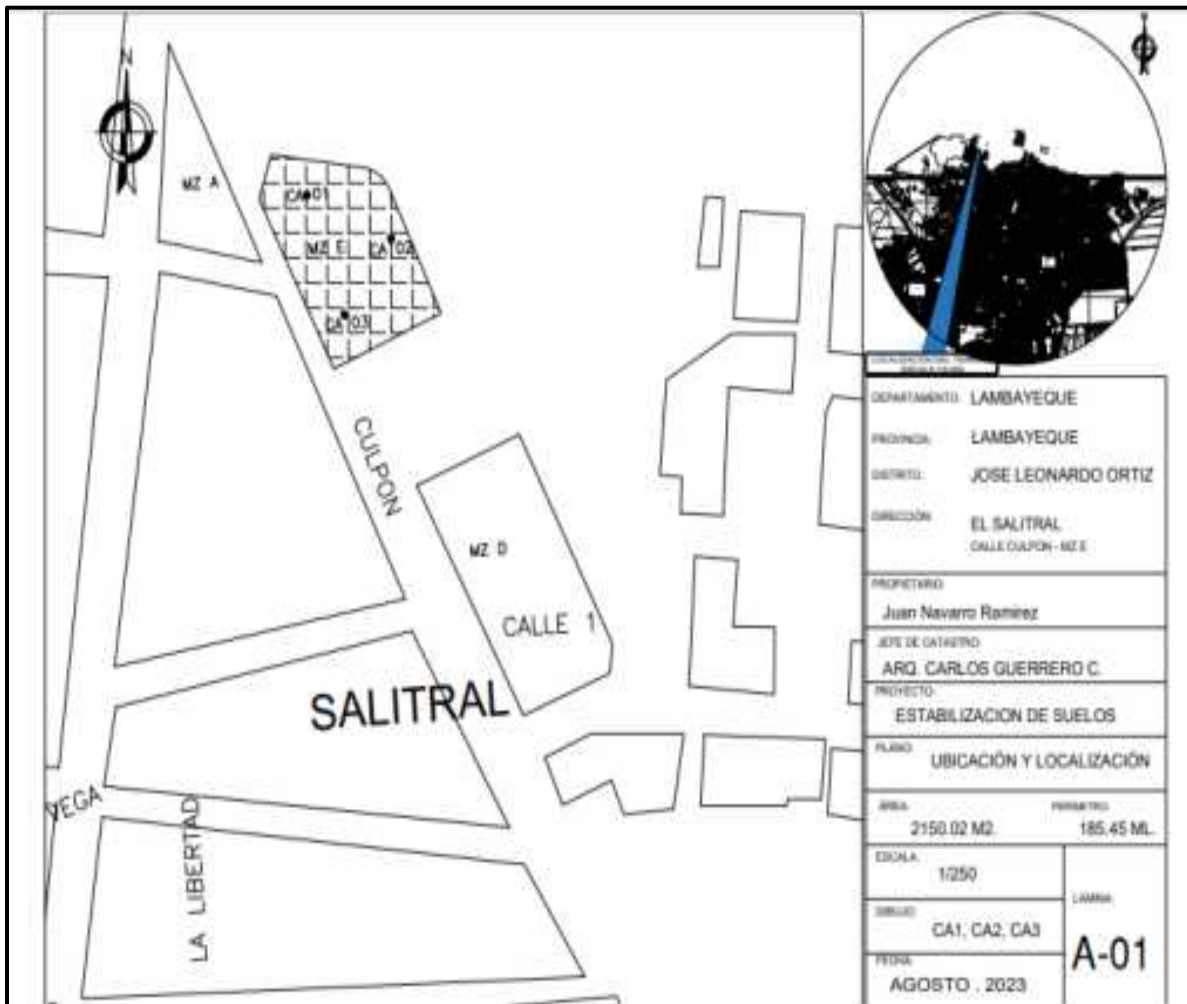 N
MZ A
CA 01
MZ E
CA 02
CA 03
CULPON
MZ D
CALLE 1
SALITRAL
VEGA
LA LIBERTAD
DEPARTAMENTO: LAMBAYEQUE
PROVINCIA: LAMBAYEQUE
DISTRITO: JOSE LEONARDO ORTIZ
DIRECCIÓN: EL SALITRAL
CALLE CULPON - MZ E
PROPIETARIO:
Juan Navarro Ramirez
JEFE DE CATASTRO:
ARQ. CARLOS GUERRERO C.
PROYECTO:
ESTABILIZACION DE SUELOS
PLANO:
UBICACIÓN Y LOCALIZACIÓN
ÁREA: PERIMETRO:
2150.02 M2. 185.45 ML.
ESCALA:
1/250
LAMINA:
DIBUJO:
CA1, CA2, CA3
A-01
FECHA:
AGOSTO . 2023